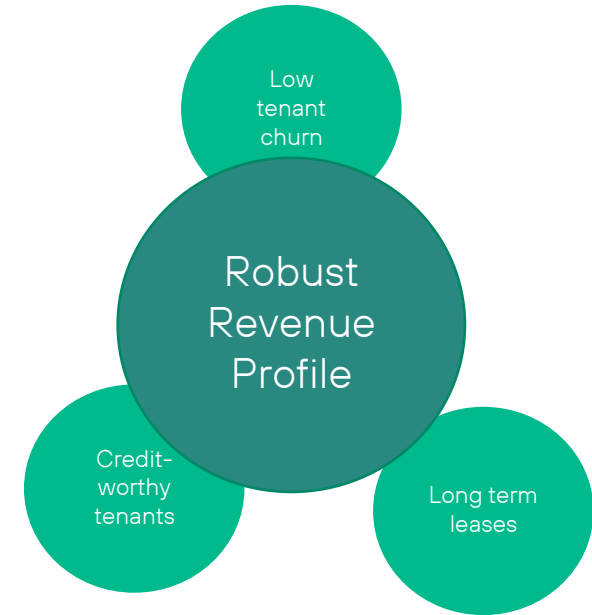 Low
tenant
churn
Robust
Revenue
Profile
Credit-
worthy
tenants
Long term
leases